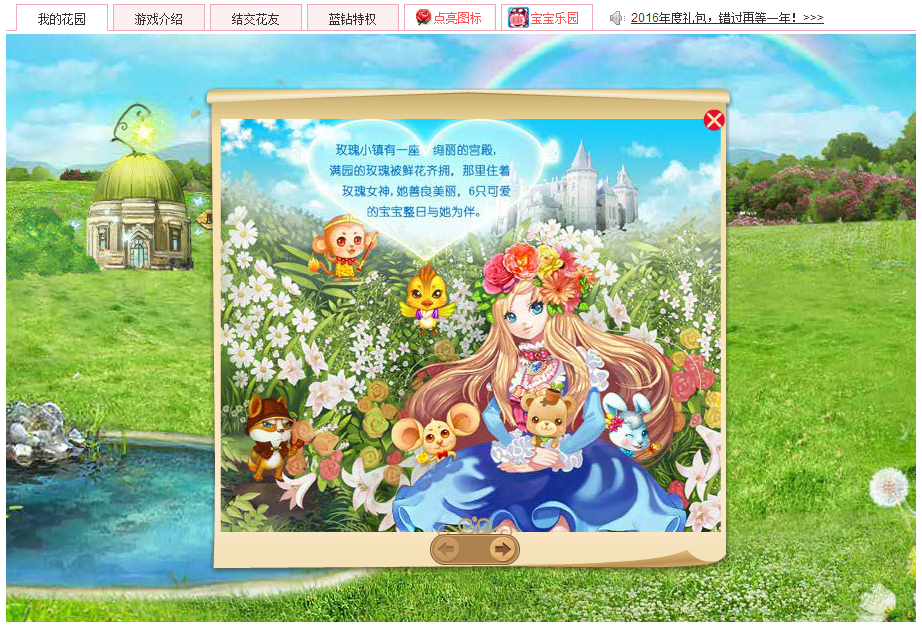 我的花园 游戏介绍 结交花友 蓝钻特权 点亮图标 宝宝乐园 2016年度礼包，错过再等一年！>>>
玫瑰小镇有一座 绚丽的宫殿，
满园的玫瑰被鲜花齐拥，那里住着
玫瑰女神,她善良美丽，6只可爱
的宝宝整日与她为伴。